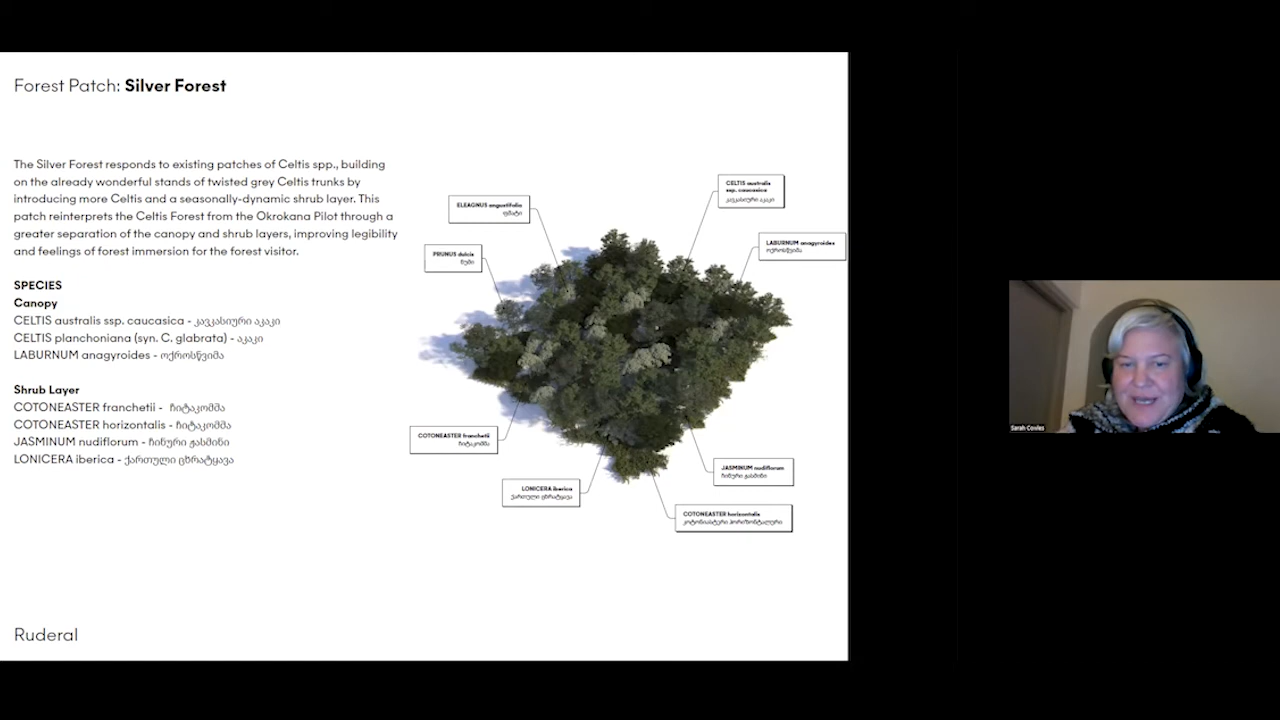 Forest Patch: Silver Forest
The Silver Forest responds to existing patches of Celtis spp., building
on the already wonderful stands of twisted grey Celtis trunks by
introducing more Celtis and a seasonally-dynamic shrub layer. This
patch reinterprets the Celtis Forest from the Okrokana Pilot through a
greater separation of the canopy and shrub layers, improving legibility
and feelings of forest immersion for the forest visitor.
SPECIES
Canopy
CELTIS australis ssp. caucasica - კავკასიური აკაკი
CELTIS planchoniana (syn. C. glabrata) - აკაკი
LABURNUM anagyroides - ოქროსწვიმა
Shrub Layer
COTONEASTER franchetii - ჩიტაკომშა
COTONEASTER horizontalis - ჩიტაკომშა
JASMINUM nudiflorum - ჩინური ჟასმინი
LONICERA iberica - ქართული ცხრატყავა
ELEAGNUS angustifolia
ფშატი
PRUNUS dulcis
ნუში
CELTIS australis
ssp. caucasica
კავკასიური აკაკი
LABURNUM anagyroides
ოქროსწვიმა
COTONEASTER franchetii
ჩიტაკომშა
LONICERA iberica
ქართული ცხრატყავა
JASMINUM nudiflorum
ჩინური ჟასმინი
COTONEASTER horizontalis
კოტონიასტერი ჰორიზონტალური
Ruderal
Sarah Cowles